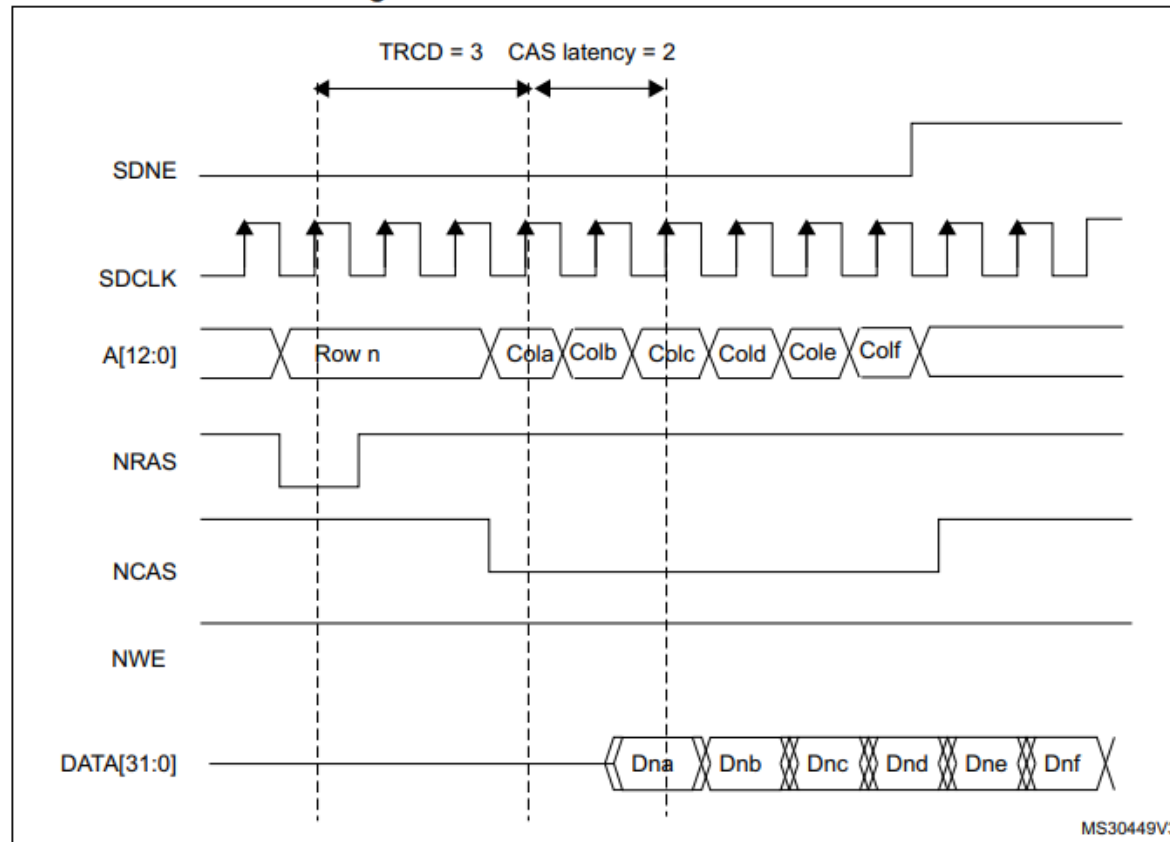 TRCD = 3 CAS latency = 2
SDNE
SDCLK
A[12:0] Row n Cola Colb Colc Cold Cole Colf
NRAS
NCAS
NWE
DATA[31:0] Dna Dnb Dnc Dnd Dne Dnf